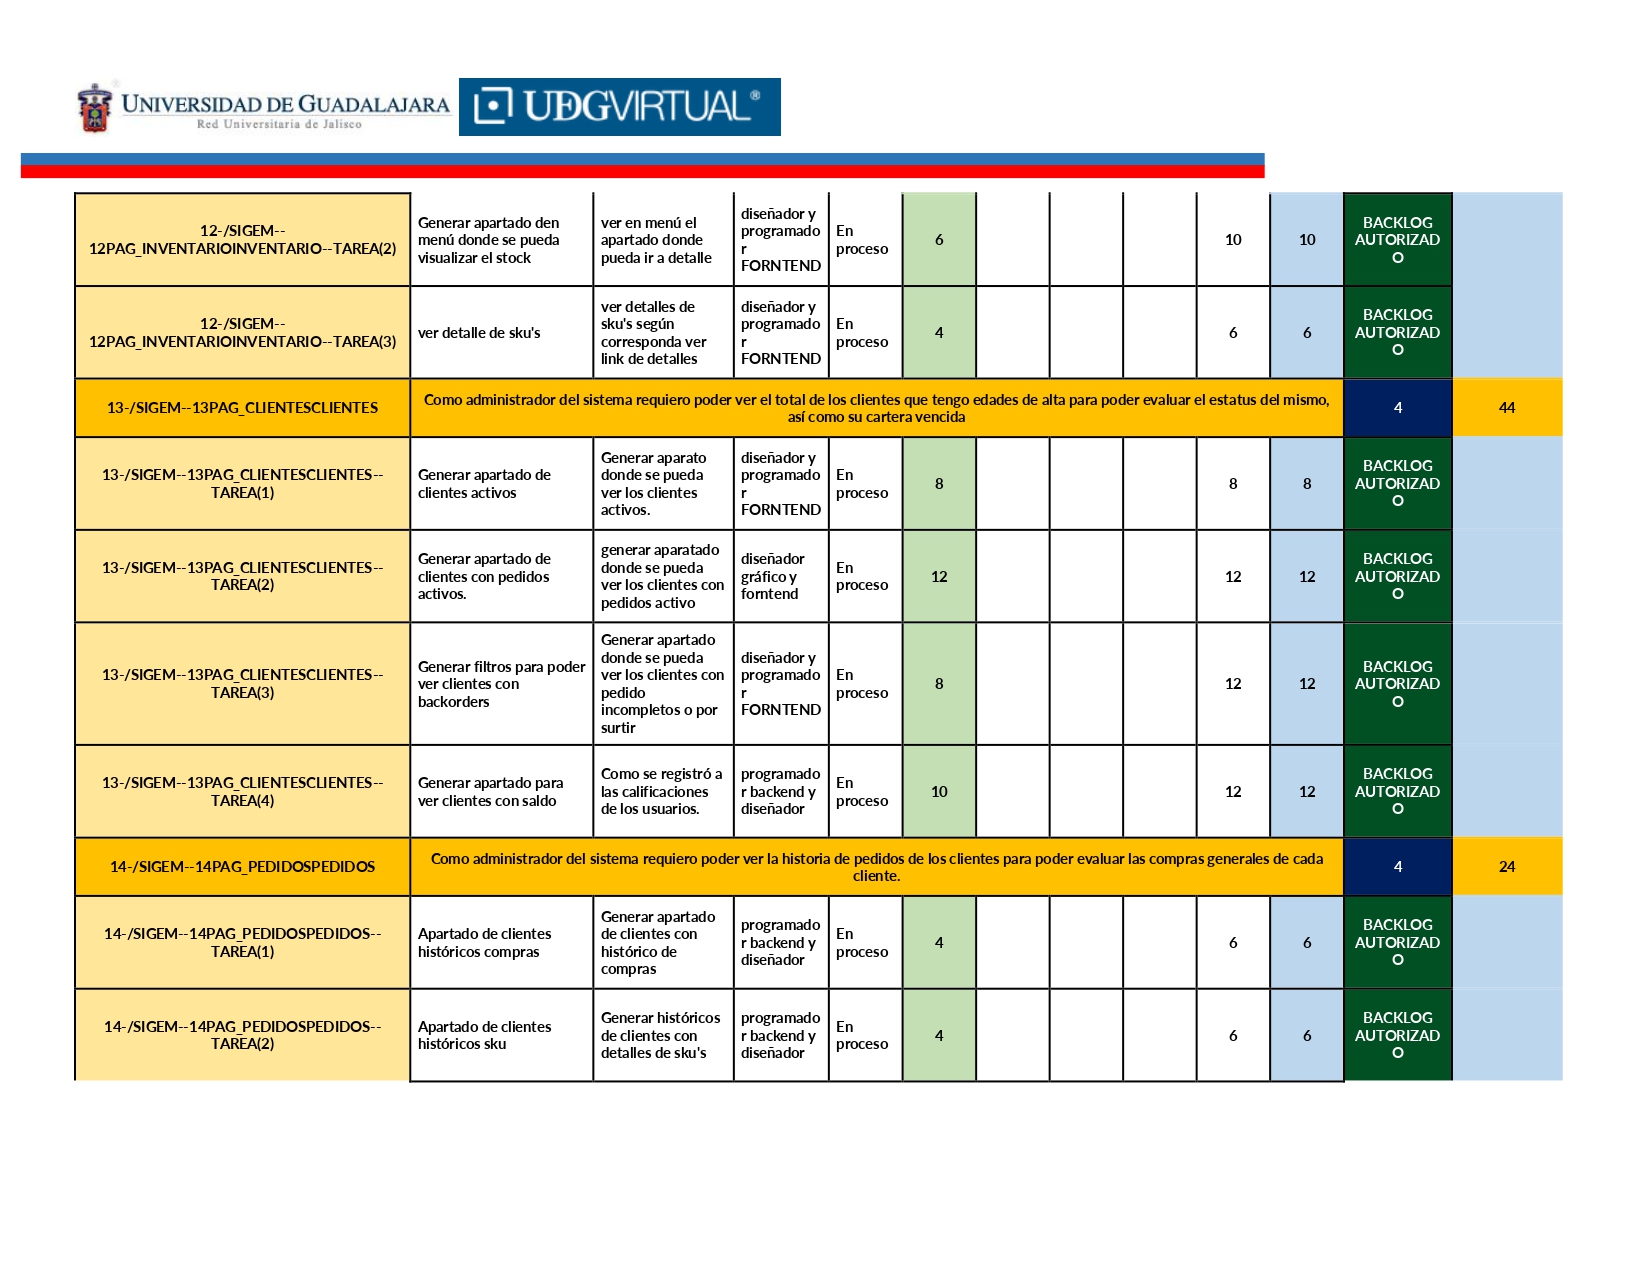 UNIVERSIDAD DE GUADALAJARA
Red Universitaria de Jalisco
UDGVIRTUAL®
12-/SIGEM--
12PAG_INVENTARIOINVENTARIO--TAREA(2)
Generar apartado den
menú donde se pueda
visualizar el stock
ver en menú el
apartado donde
pueda ir a detalle
diseñador y
programado
r
FORNTEND
En
proceso
6
10
10
BACKLOG
AUTORIZAD
O
12-/SIGEM--
12PAG_INVENTARIOINVENTARIO--TAREA(3)
ver detalle de sku's
ver detalles de
sku's según
corresponda ver
link de detalles
diseñador y
programado
r
FORNTEND
En
proceso
4
6
6
BACKLOG
AUTORIZAD
O
13-/SIGEM--13PAG_CLIENTESCLIENTES
Como administrador del sistema requiero poder ver el total de los clientes que tengo edades de alta para poder evaluar el estatus del mismo,
así como su cartera vencida
4
44
13-/SIGEM--13PAG_CLIENTESCLIENTES--
TAREA(1)
Generar apartado de
clientes activos
Generar aparato
donde se pueda
ver los clientes
activos.
diseñador y
programado
r
FORNTEND
En
proceso
8
8
8
BACKLOG
AUTORIZAD
O
13-/SIGEM--13PAG_CLIENTESCLIENTES--
TAREA(2)
Generar apartado de
clientes con pedidos
activos.
generar aparatado
donde se pueda
ver los clientes con
pedidos activo
diseñador
gráfico y
forntend
En
proceso
12
12
12
BACKLOG
AUTORIZAD
O
13-/SIGEM--13PAG_CLIENTESCLIENTES--
TAREA(3)
Generar filtros para poder
ver clientes con
backorders
Generar apartado
donde se pueda
ver los clientes con
pedido
incompletos o por
surtir
diseñador y
programado
r
FORNTEND
En
proceso
8
12
12
BACKLOG
AUTORIZAD
O
13-/SIGEM--13PAG_CLIENTESCLIENTES--
TAREA(4)
Generar apartado para
ver clientes con saldo
Como se registró a
las calificaciones
de los usuarios.
programado
r backend y
diseñador
En
proceso
10
12
12
BACKLOG
AUTORIZAD
O
14-/SIGEM--14PAG_PEDIDOSPEDIDOS
Como administrador del sistema requiero poder ver la historia de pedidos de los clientes para poder evaluar las compras generales de cada
cliente.
4
24
14-/SIGEM--14PAG_PEDIDOSPEDIDOS--
TAREA(1)
Apartado de clientes
históricos compras
Generar apartado
de clientes con
histórico de
compras
programado
r backend y
diseñador
En
proceso
4
6
6
BACKLOG
AUTORIZAD
O
14-/SIGEM--14PAG_PEDIDOSPEDIDOS--
TAREA(2)
Apartado de clientes
históricos sku
Generar históricos
de clientes con
detalles de sku's
programado
r backend y
diseñador
En
proceso
4
6
6
BACKLOG
AUTORIZAD
O